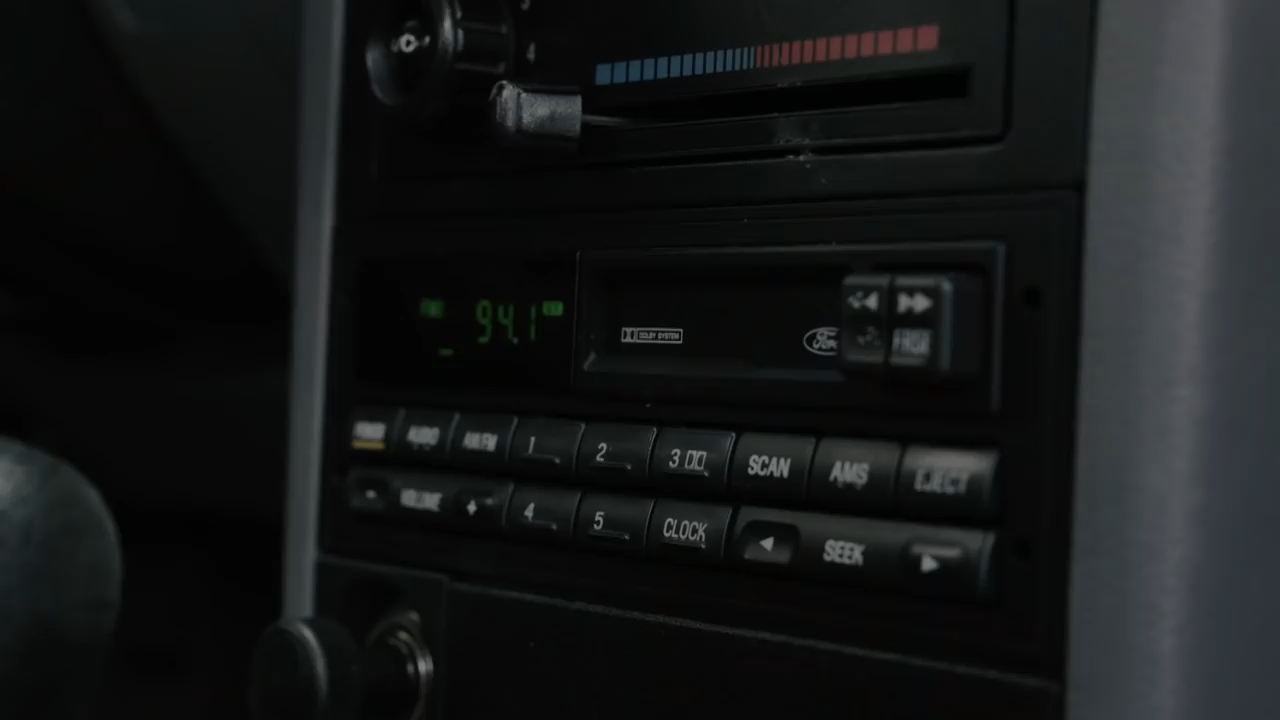 4
94.1
DOLBY SYSTEM
Ford
POWER AUDIO AM/FM 1 2 3 SCAN AMS EJECT
- VOLUME + 4 5 CLOCK SEEK